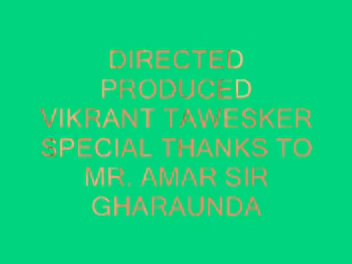 DIRECTED
PRODUCED
VIKRANT TAWESKER
SPECIAL THANKS TO
MR. AMAR SIR
GHARAUNDA